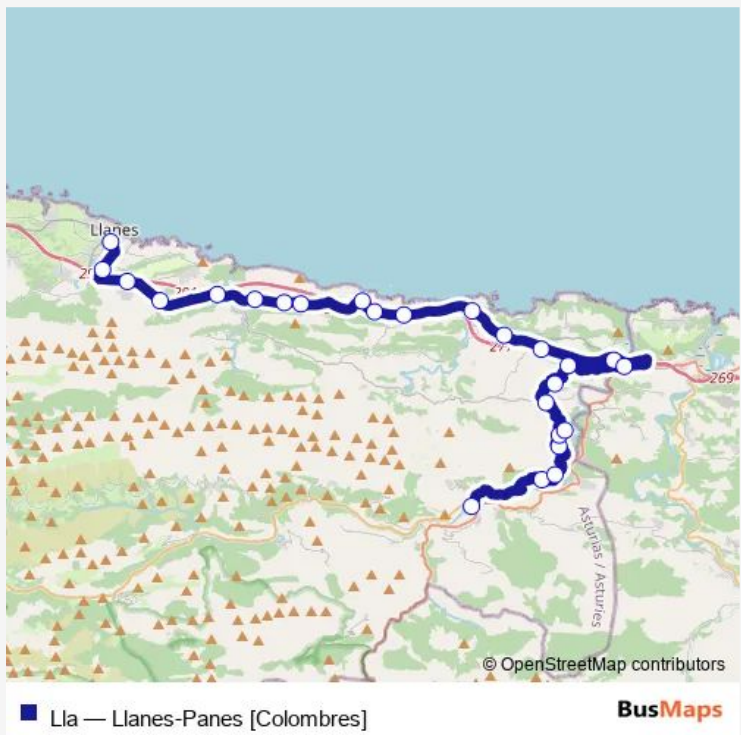 Llanes
269
Asturias / Asturies
© OpenStreetMap contributors
Lla — Llanes-Panes [Colombres]
BusMaps